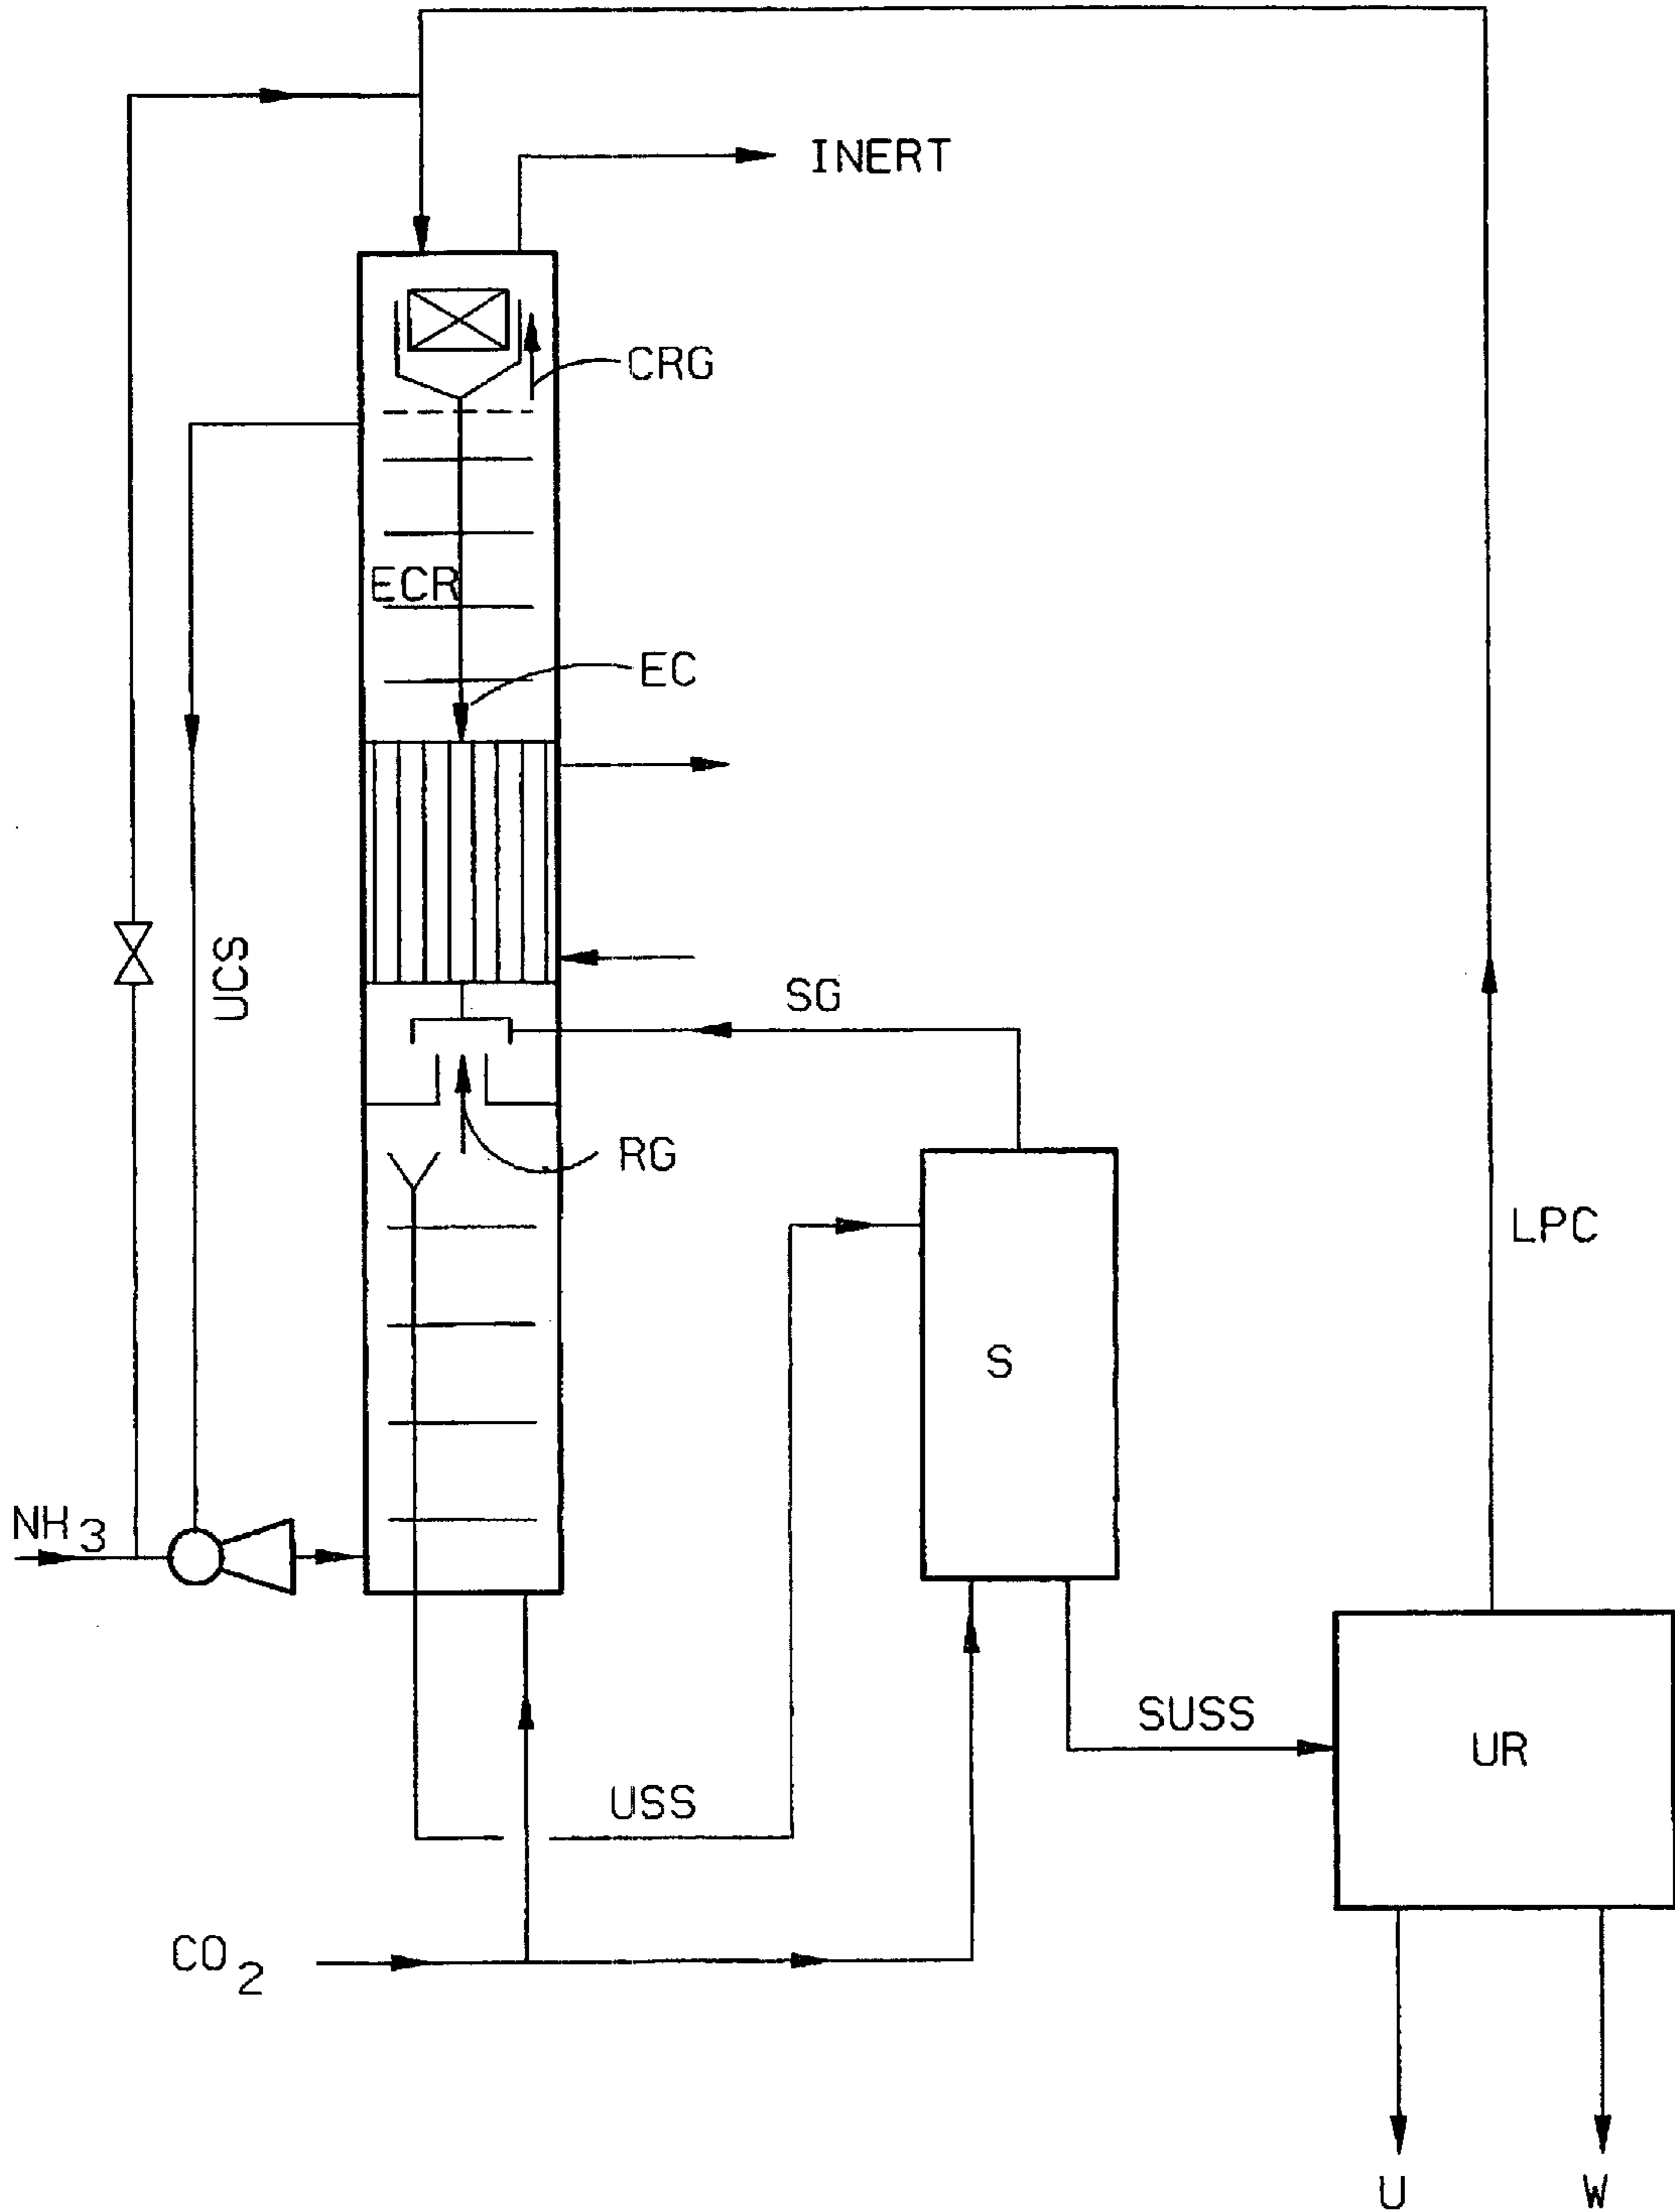 INERT
CRG
ECR
EC
UCS
SG
RG
LPC
S
NH3
SUSS
UR
USS
CO2
U
W